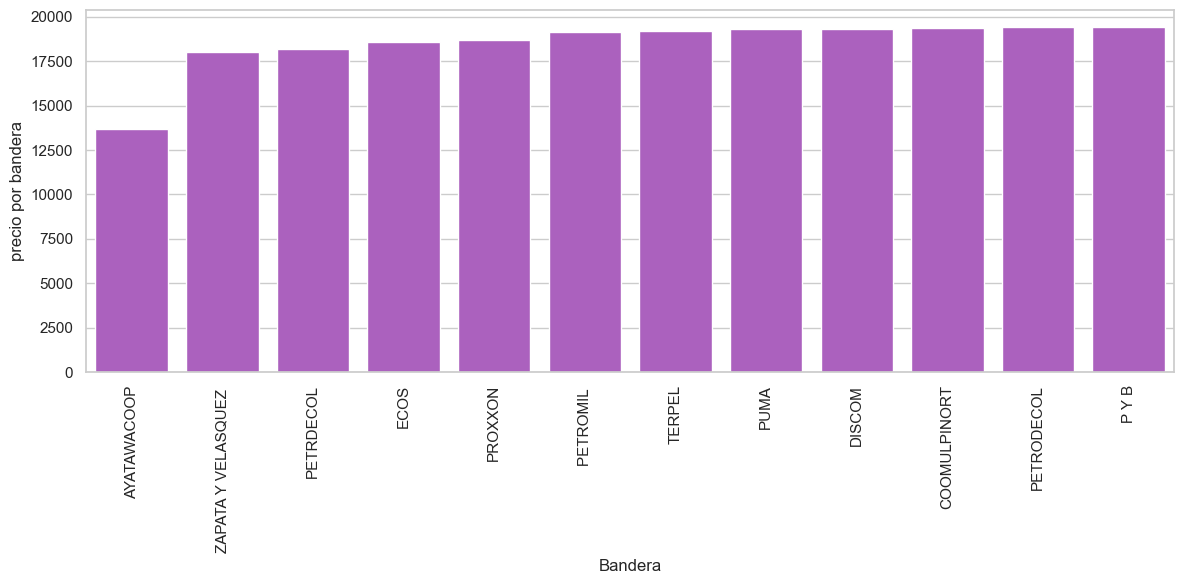 20000
17500
15000
12500
10000
7500
5000
2500
0
precio por bandera
AYATAWACOOP
ZAPATA Y VELASQUEZ
PETRDECOL
ECOS
PROXXON
PETROMIL
TERPEL
PUMA
DISCOM
COOMULPINORT
PETRODECOL
P Y B
Bandera